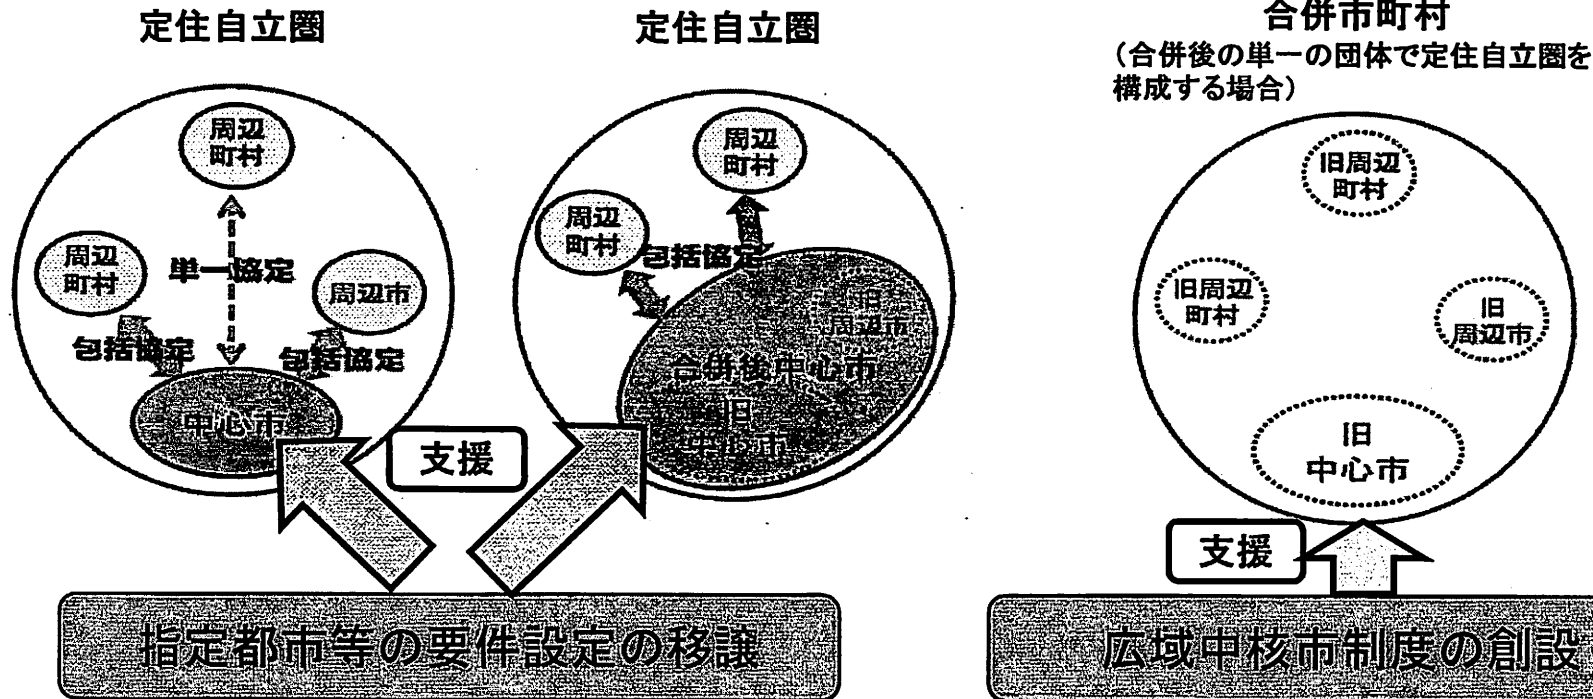 定住自立圏
周辺
町村
周辺
町村
単一協定
周辺市
包括協定
包括協定
中心市
定住自立圏
周辺
町村
周辺
町村
包括協定
旧
周辺市
合併後中心市
旧
中心市
支援
指定都市等の要件設定の移譲
合併市町村
（合併後の単一の団体で定住自立圏を
構成する場合）
旧周辺
町村
旧周辺
町村
旧
周辺市
旧
中心市
支援
広域中核市制度の創設